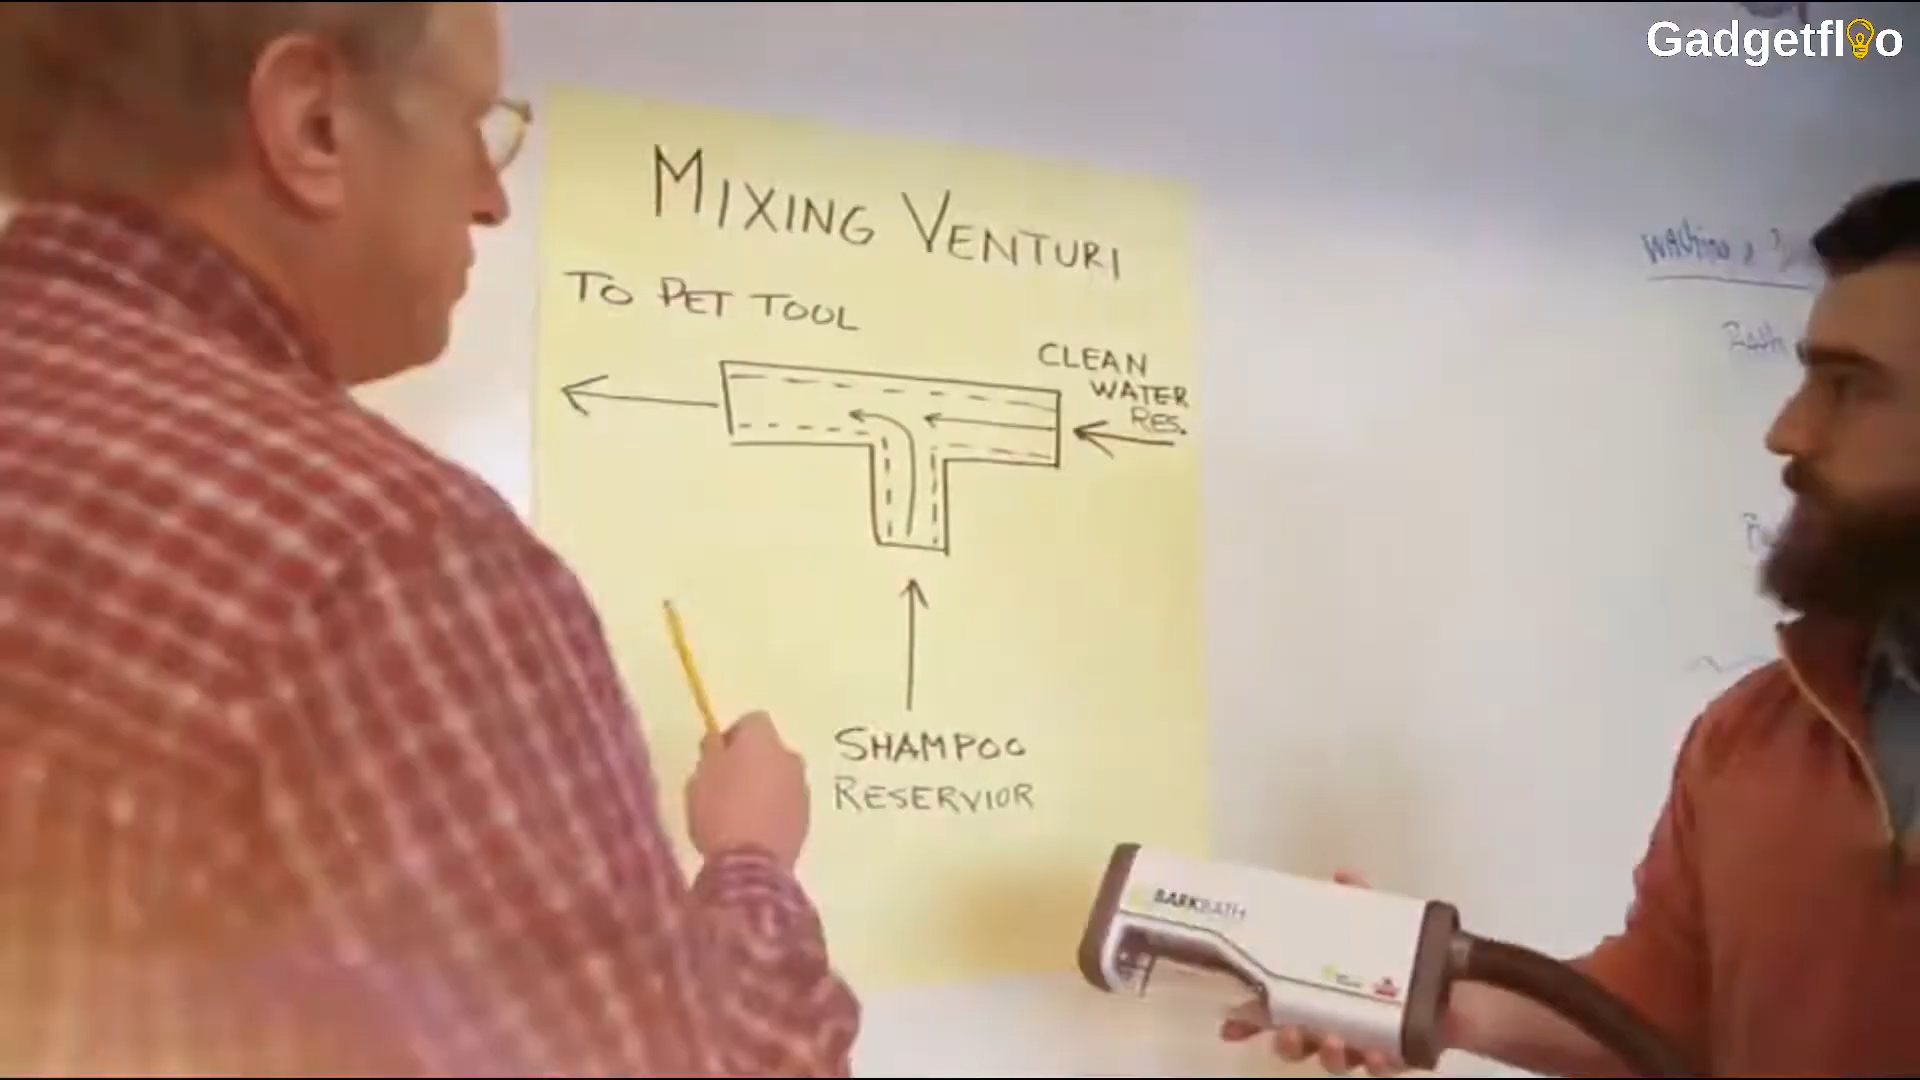 Gadgetflo
MIXING VENTURI
TO PET TOOL
CLEAN
WATER
RES.
SHAMPOO
RESERVIOR
BARKBATH